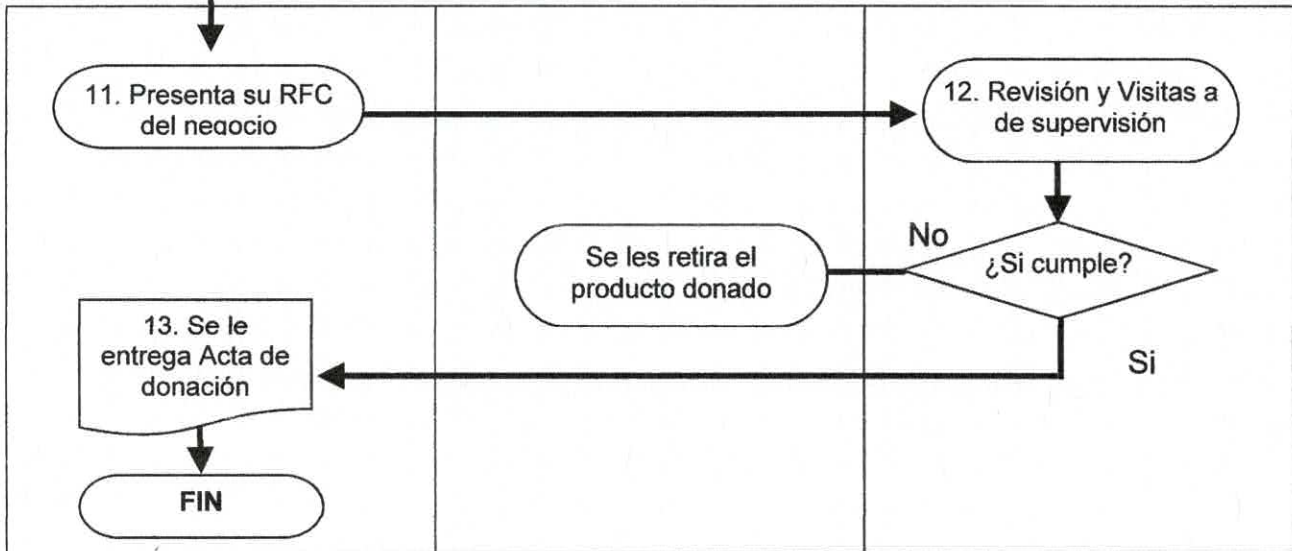 11. Presenta su RFC
del negocio
12. Revisión y Visitas a
de supervisión
No
¿Si cumple?
Se les retira el
producto donado
13. Se le
entrega Acta de
donación
Si
FIN